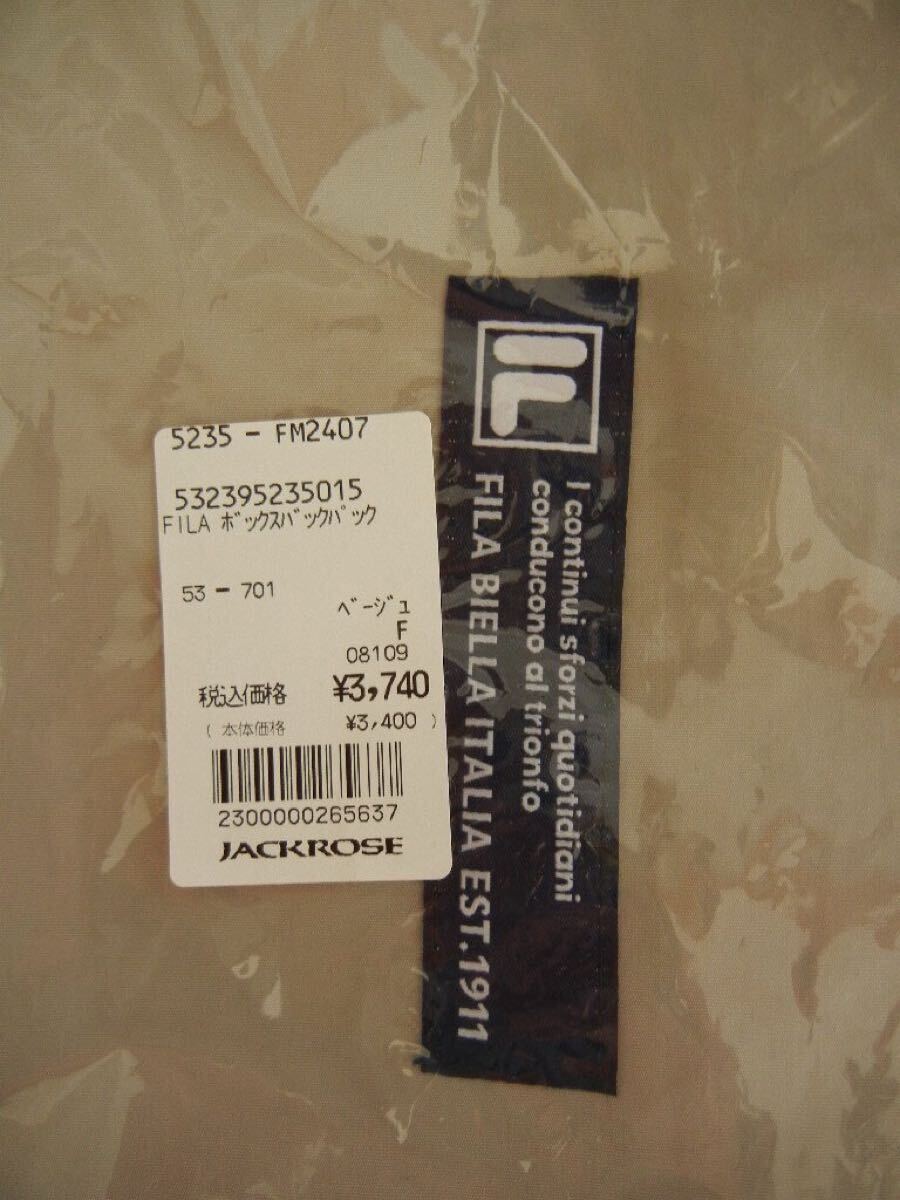 5235 - FM2407
532395235015
FILA ボックスバックパック
53 - 701
ベージュ
F
08109
税込価格 ¥3,740
( 本体価格 ¥3,400 )
2300000265637
JACKROSE
I continui sforzi quotidiani
conducono al trionfo
FILA BIELLA ITALIA EST.1911